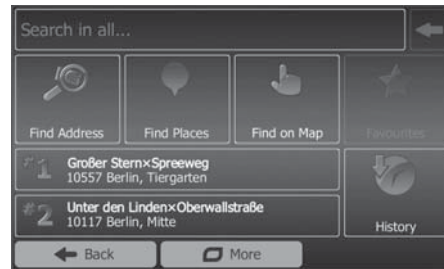 Search in all...
Find Address
Find Places
Find on Map
Favourites
#1 Großer Stern×Spreeweg
10557 Berlin, Tiergarten
#2 Unter den Linden×Oberwallstraße
10117 Berlin, Mitte
History
Back
More